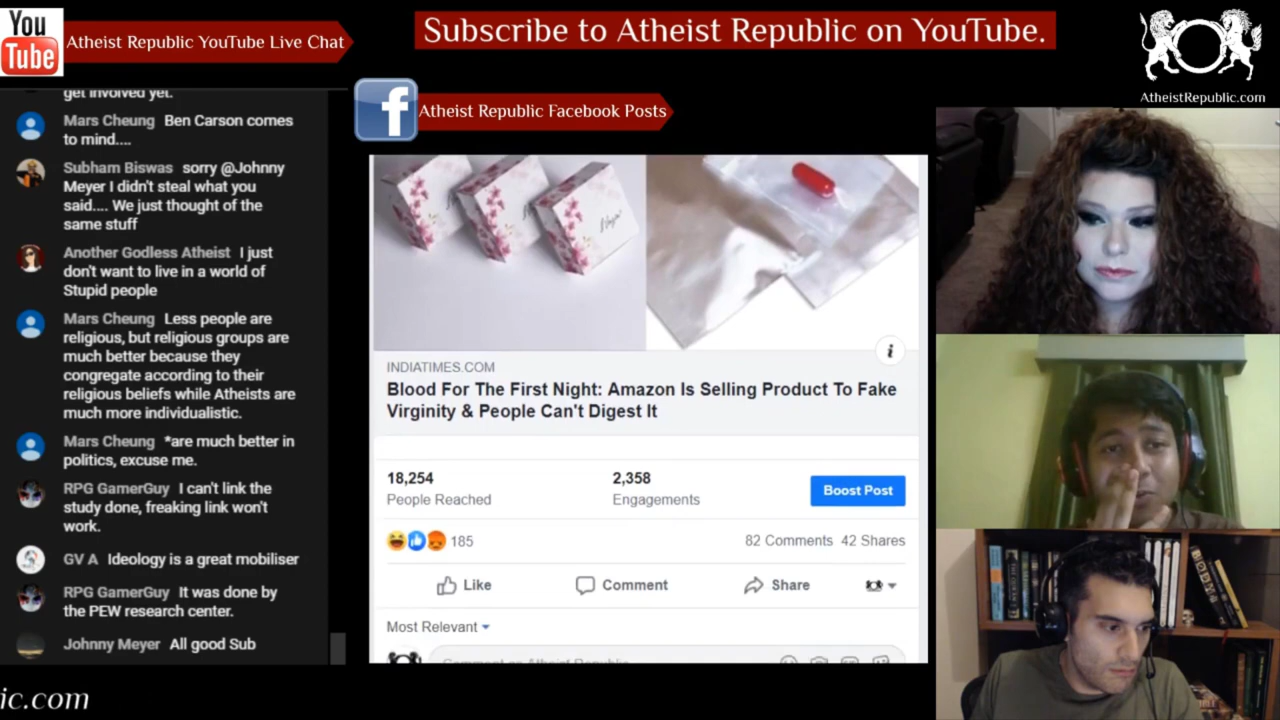 You
Tube
Atheist Republic YouTube Live Chat
Subscribe to Atheist Republic on YouTube.
AtheistRepublic.com
f
Atheist Republic Facebook Posts
get involved yet.
Mars Cheung Ben Carson comes
to mind....
Subham Biswas sorry @Johnny
Meyer I didn't steal what you
said.... We just thought of the
same stuff
Another Godless Atheist I just
don't want to live in a world of
Stupid people
Mars Cheung Less people are
religious, but religious groups are
much better because they
congregate according to their
religious beliefs while Atheists are
much more individualistic.
Mars Cheung *are much better in
politics, excuse me.
RPG GamerGuy I can't link the
study done, freaking link won't
work.
GV A Ideology is a great mobiliser
RPG GamerGuy It was done by
the PEW research center.
Johnny Meyer All good Sub
i
INDIATIMES.COM
Blood For The First Night: Amazon Is Selling Product To Fake
Virginity & People Can't Digest It
18,254
People Reached
2,358
Engagements
Boost Post
185
82 Comments 42 Shares
Like
Comment
Share
Most Relevant
Comment as Atheist Republic
ic.com